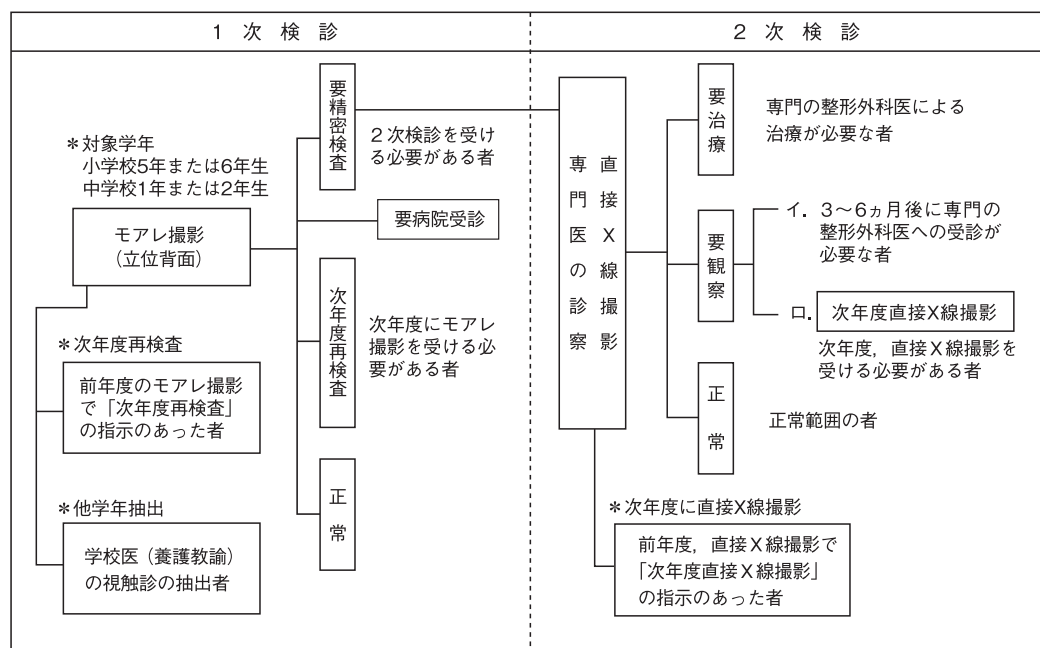 1 次 検 診
＊対象学年
小学校5年または6年生
中学校1年または2年生
モアレ撮影
（立位背面）
＊次年度再検査
前年度のモアレ撮影
で「次年度再検査」
の指示のあった者
＊他学年抽出
学校医（養護教諭）
の視触診の抽出者
要精密検査
2次検診を受け
る必要がある者
要病院受診
次年度再検査
次年度にモアレ
撮影を受ける必
要がある者
正常
2 次 検 診
直接X線撮影
専門医の診察
要治療
専門の整形外科医による
治療が必要な者
要観察
イ．3〜6ヵ月後に専門の
整形外科医への受診が
必要な者
ロ．次年度直接X線撮影
次年度，直接X線撮影を
受ける必要がある者
正常
正常範囲の者
＊次年度に直接X線撮影
前年度，直接X線撮影で
「次年度直接X線撮影」
の指示のあった者